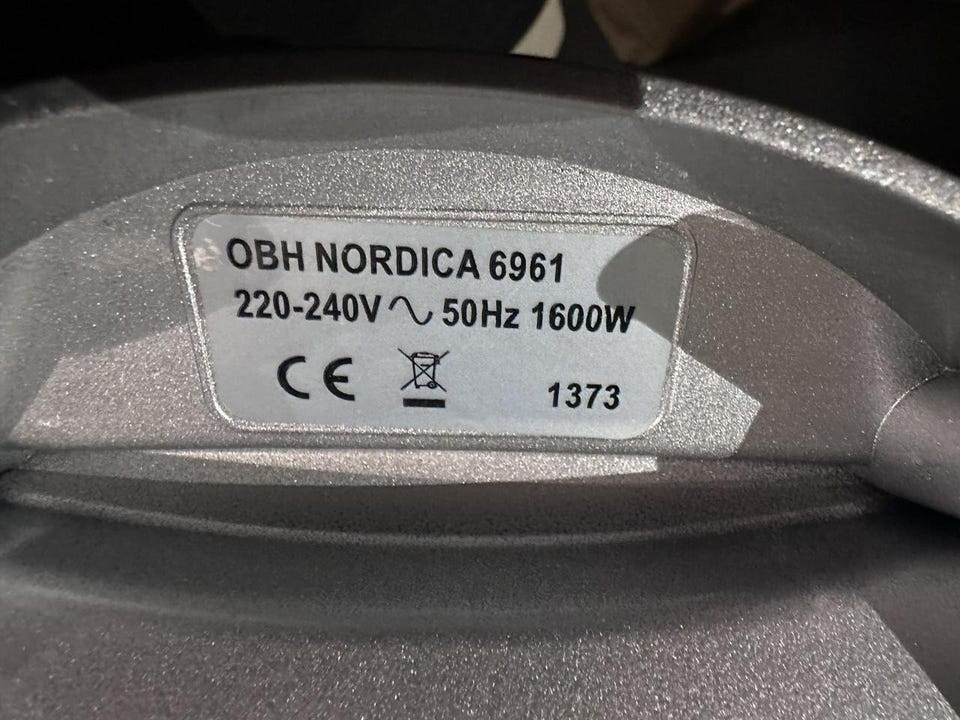 OBH NORDICA 6961
220-240V ∿ 50Hz 1600W
CE
1373